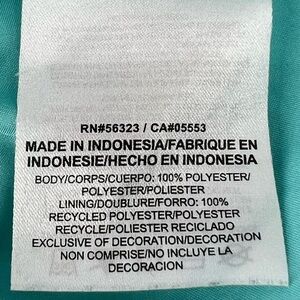 RN#56323 / CA#05553
MADE IN INDONESIA/FABRIQUE EN
INDONESIE/HECHO EN INDONESIA
BODY/CORPS/CUERPO: 100% POLYESTER/
POLYESTER/POLIESTER
LINING/DOUBLURE/FORRO: 100%
RECYCLED POLYESTER/POLYESTER
RECYCLE/POLIESTER RECICLADO
EXCLUSIVE OF DECORATION/DECORATION
NON COMPRISE/NO INCLUYE LA
DECORACION